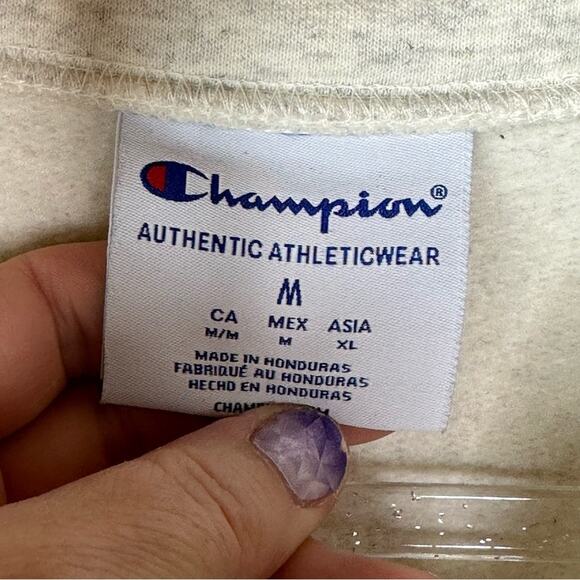 Champion®
AUTHENTIC ATHLETICWEAR
M
CA MEX ASIA
M/M M XL
MADE IN HONDURAS
FABRIQUÉ AU HONDURAS
HECHO EN HONDURAS